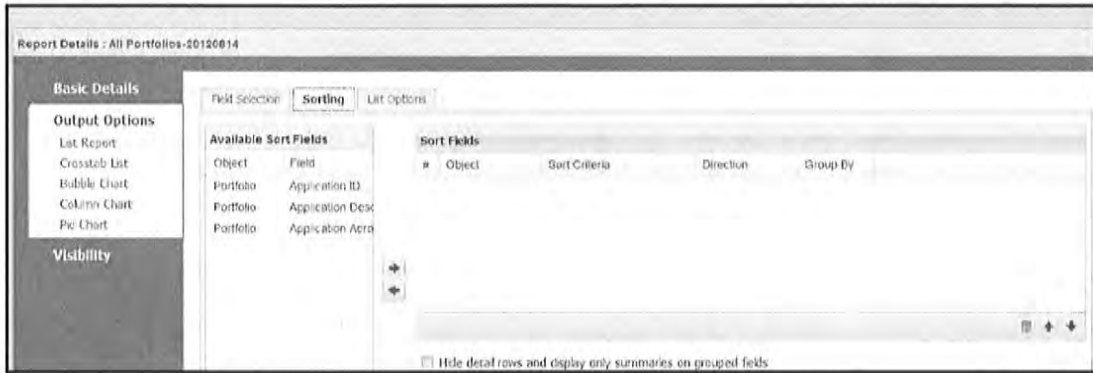 Report Details : All Portfolios-20120814
Basic Details
Output Options
List Report
Crosstab List
Bubble Chart
Column Chart
Pie Chart
Visibility
Field Selection Sorting List Options
Available Sort Fields
Object Field
Portfolio Application ID
Portfolio Application Desc
Portfolio Application Acro
Sort Fields
# Object Sort Criteria Direction Group By
Hide detail rows and display only summaries on grouped fields